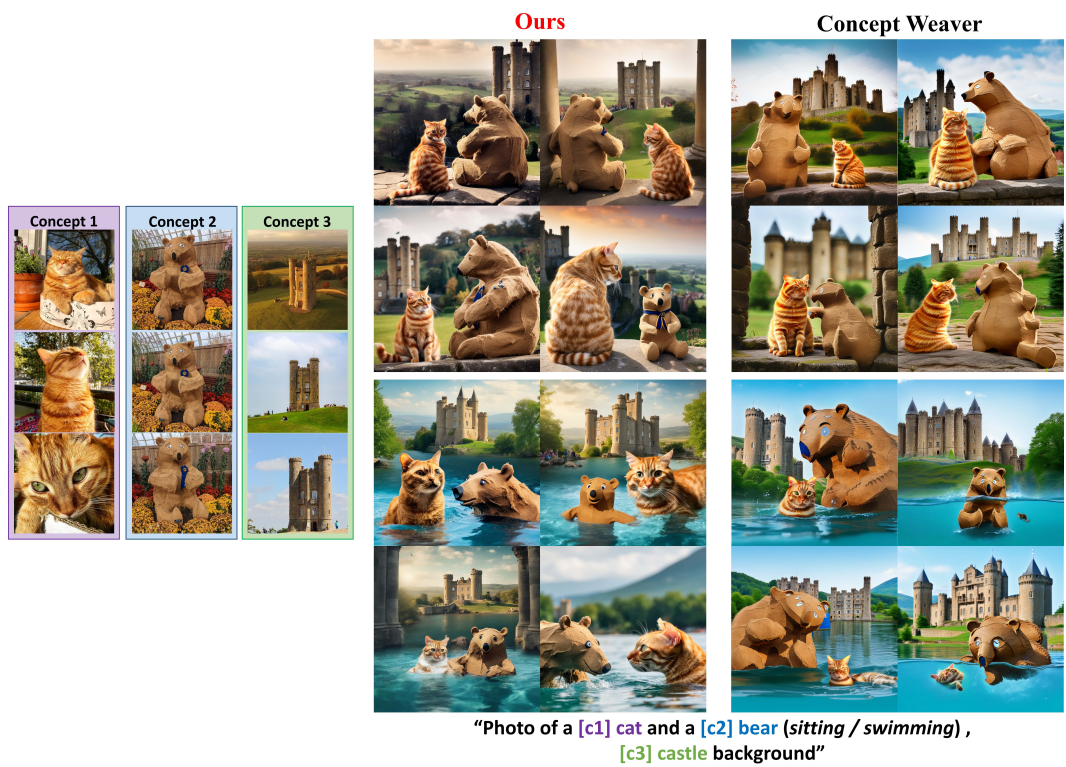 Ours
Concept Weaver
Concept 1
Concept 2
Concept 3
“Photo of a [c1] cat and a [c2] bear (sitting / swimming) ,
[c3] castle background”